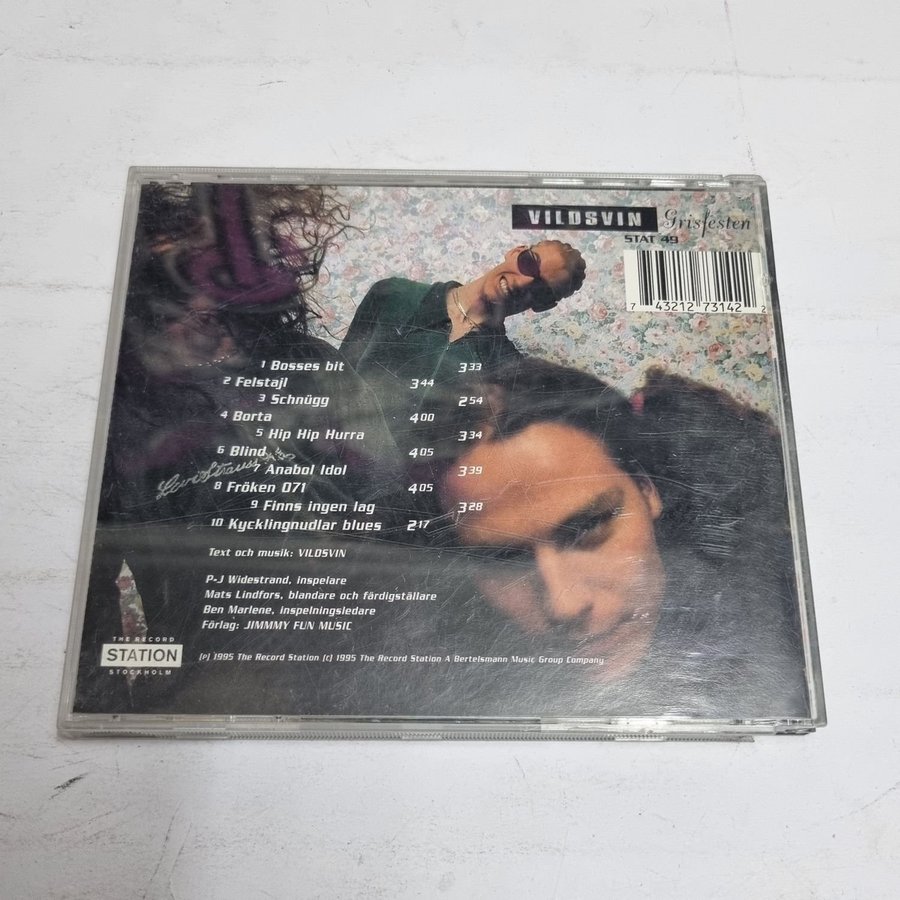 VILDSVIN Grisfesten
STAT 49
7 43212 73142 2
1 Bosses bit 3 33
2 Felstajl 3 44
3 Schnügg 2 54
4 Borta 4 00
5 Hip Hip Hurra 3 34
6 Blind 4 05
7 Anabol Idol 3 39
8 Fröken 071 4 05
9 Finns ingen lag 3 28
10 Kycklingnudlar blues 2 17
Levi Strauss
Text och musik: VILDSVIN
P-J Widestrand, inspelare
Mats Lindfors, blandare och färdigställare
Ben Marlene, inspelningsledare
Förlag: JIMMMY FUN MUSIC
THE RECORD
STATION
STOCKHOLM
(p) 1995 The Record Station (c) 1995 The Record Station A Bertelsmann Music Group Company